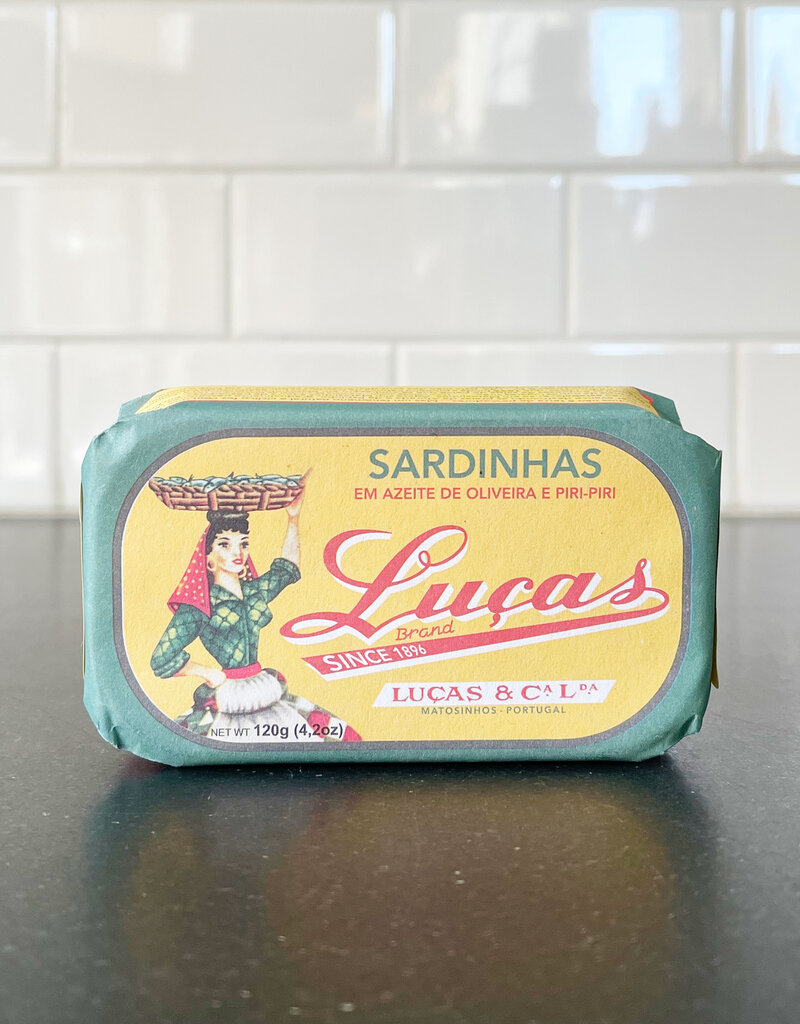 SARDINHAS
EM AZEITE DE OLIVEIRA E PIRI-PIRI
Luças
Brand
SINCE 1896
LUÇAS & Cª Lᴰᴬ
MATOSINHOS - PORTUGAL
NET WT 120g (4,2oz)